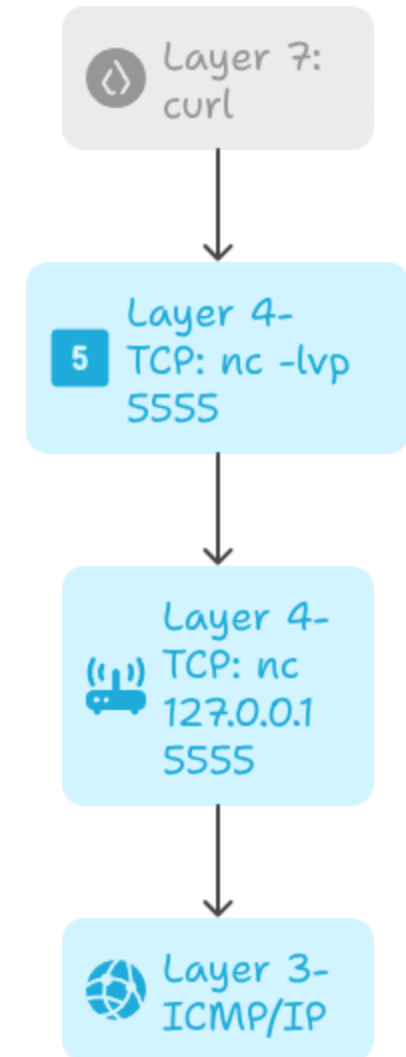 Layer 7:
curl
5
Layer 4-
TCP: nc -lvp
5555
Layer 4-
TCP: nc
127.0.0.1
5555
Layer 3-
ICMP/IP